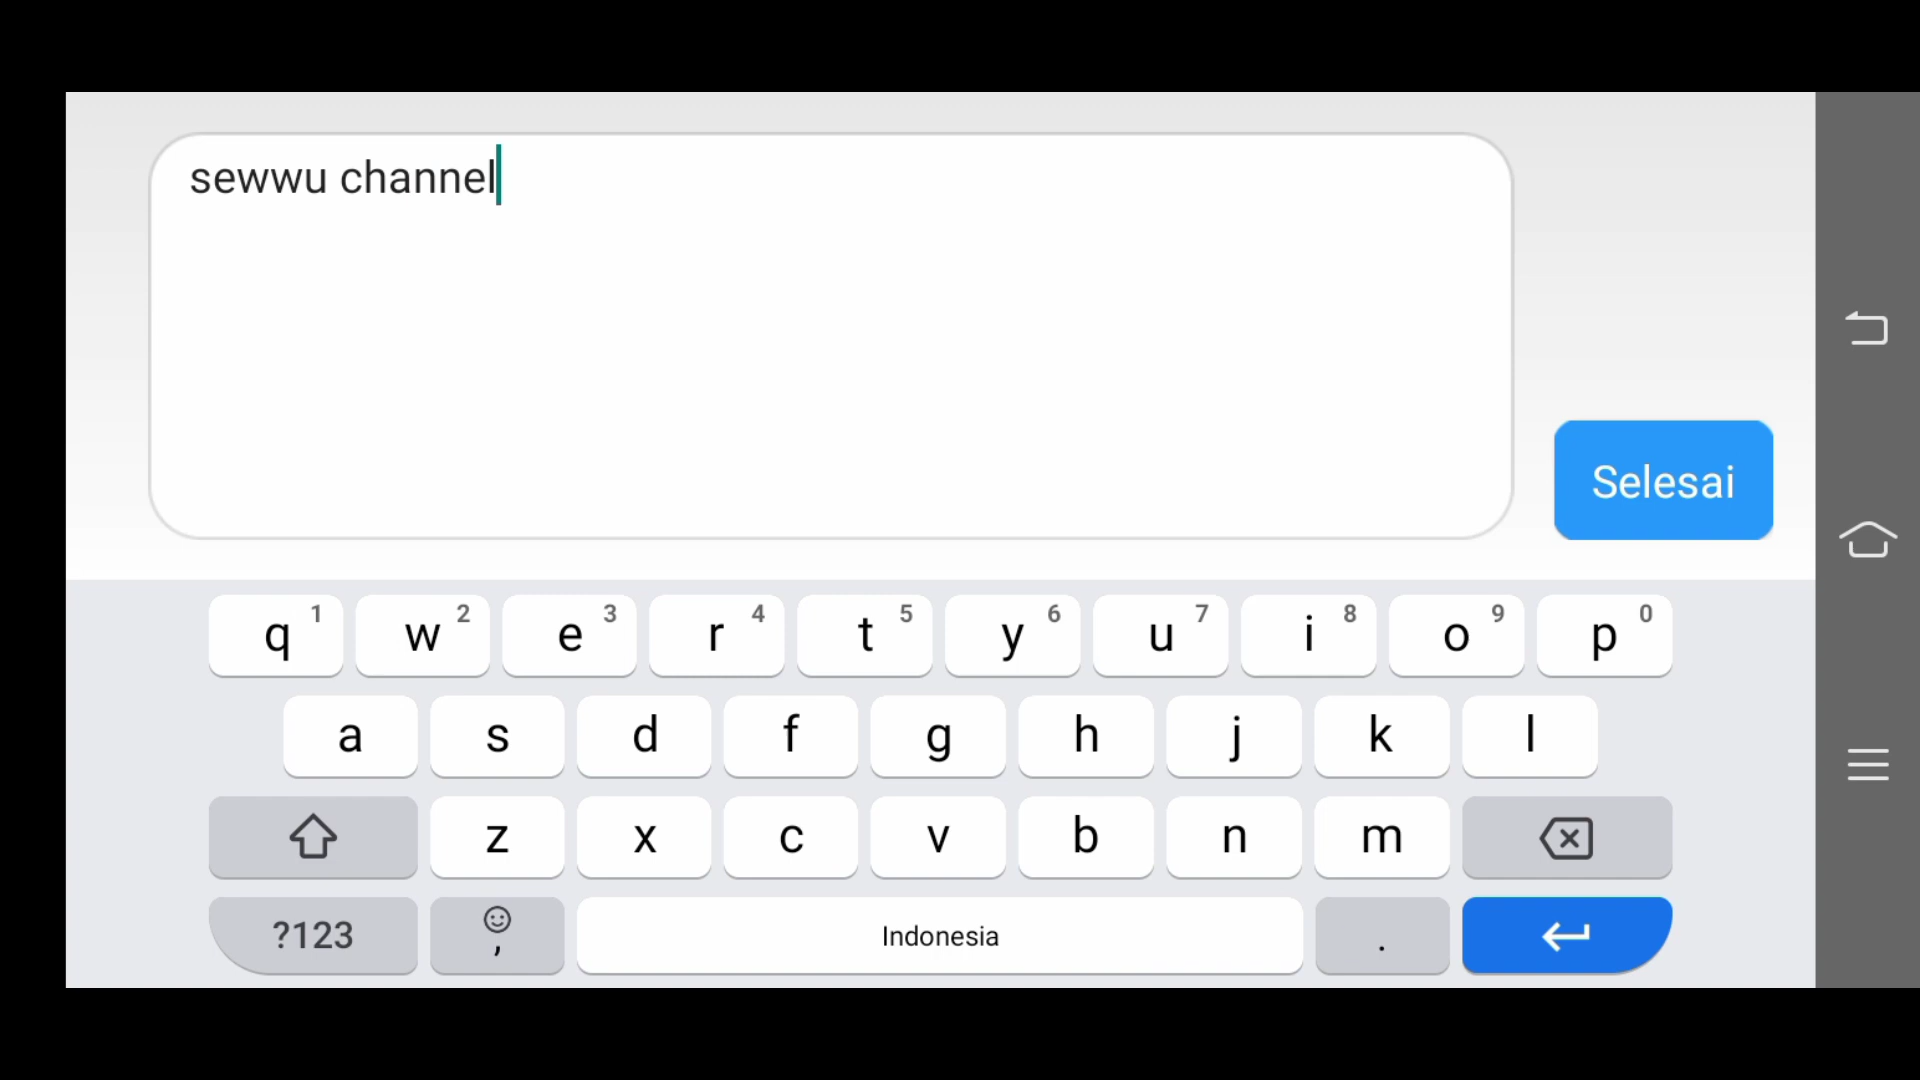 sewwu channel
Selesai
q 1 w 2 e 3 r 4 t 5 y 6 u 7 i 8 o 9 p 0
a s d f g h j k l
z x c v b n m
?123 , Indonesia .